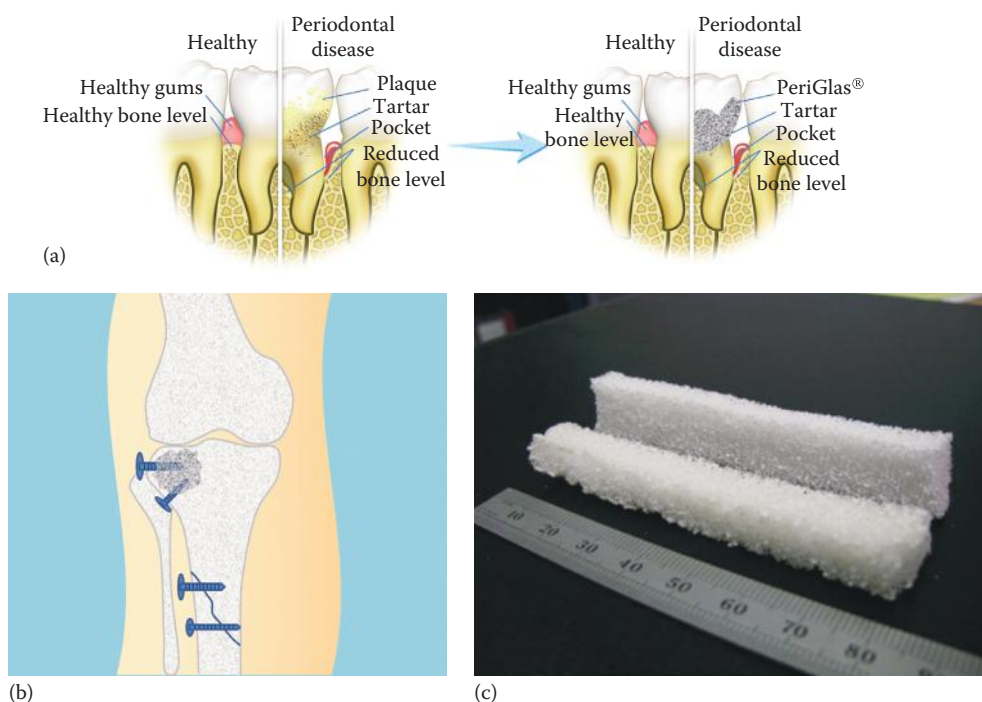 Healthy
Periodontal
disease
Healthy gums
Healthy bone level
Plaque
Tartar
Pocket
Reduced
bone level
Healthy
Periodontal
disease
Healthy gums
Healthy
bone level
PeriGlas®
Tartar
Pocket
Reduced
bone level
(a)
(b)
10 20 30 40 50 60 70 80
(c)